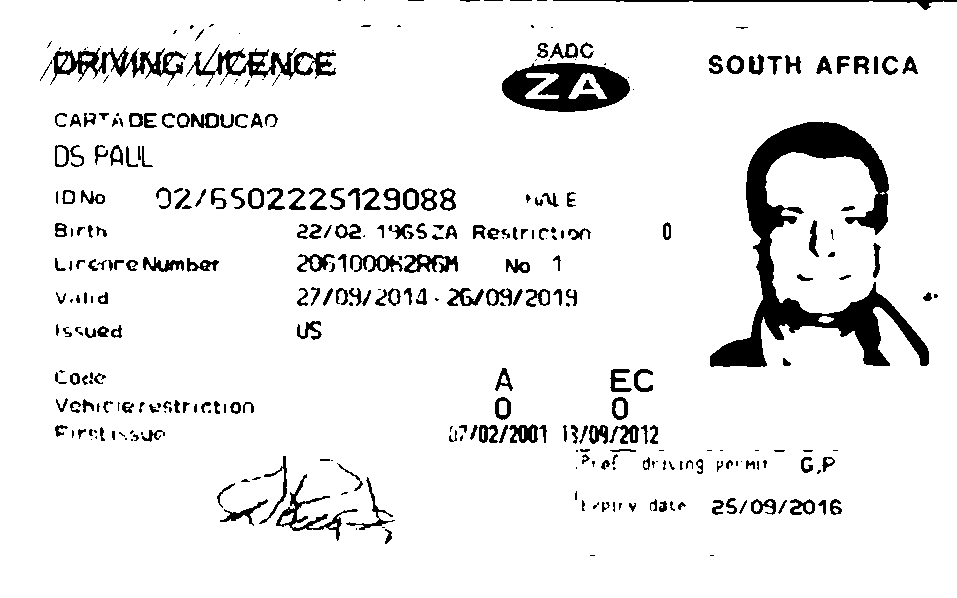 DRIVING LICENCE
SADC
ZA
SOUTH AFRICA
CARTA DE CONDUCAO
DS PAUL
ID No 02/6502225129088 MALE
Birth 22/02/1965 ZA Restriction 0
Licence Number No 1
Valid 27/09/2014 - 26/09/2019
Issued
Code A EC
Vehicle restriction 0 0
First issue 07/02/2001 13/09/2012
Prof driving permit G,P
Expiry date 25/09/2016